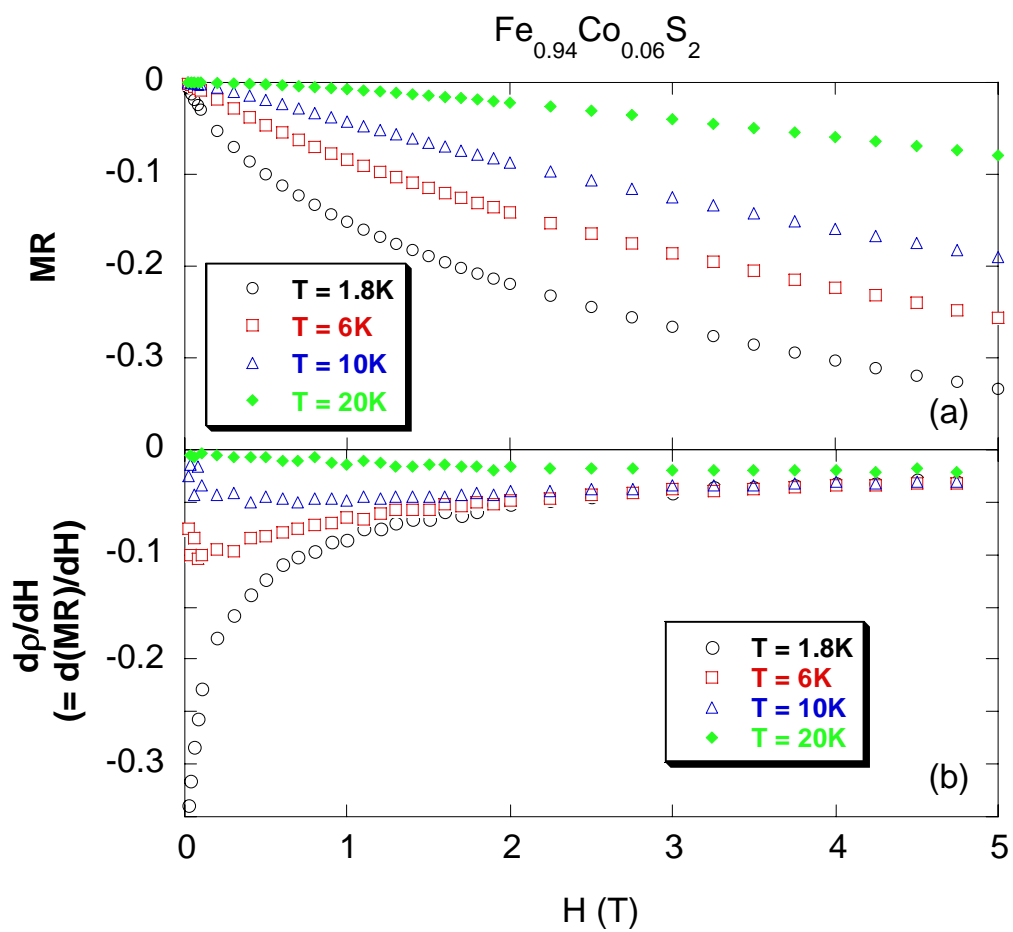 Fe0.94Co0.06S2
0
-0.1
-0.2
-0.3
MR
T = 1.8K
T = 6K
T = 10K
T = 20K
(a)
0
-0.1
-0.2
-0.3
dρ/dH
(= d(MR)/dH)
T = 1.8K
T = 6K
T = 10K
T = 20K
(b)
0 1 2 3 4 5
H (T)